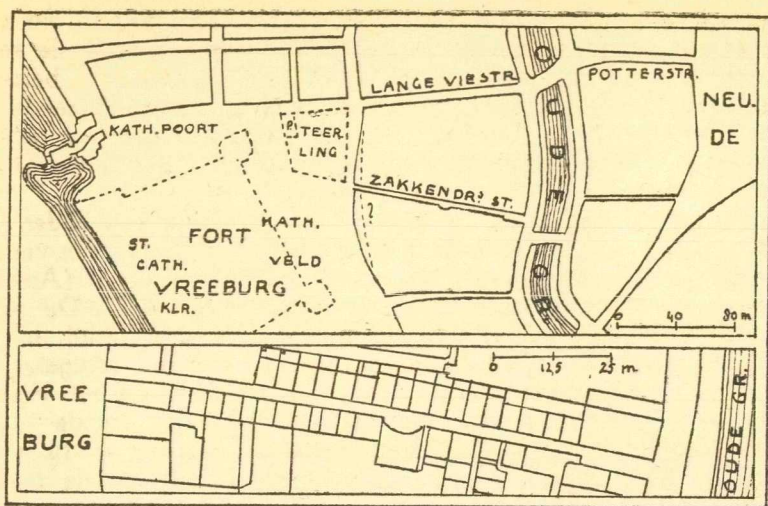 LANGE VIESTR.
POTTERSTR.
NEU.
DE
KATH. POORT
P
TEER
LING
OUDE GR.
ZAKKENDR.S ST.
?
ST.
CATH.
KLR.
FORT
VREEBURG
KATH.
VELD
0 40 80 m
VREE
BURG
0 12,5 25 m.
OUDE GR.